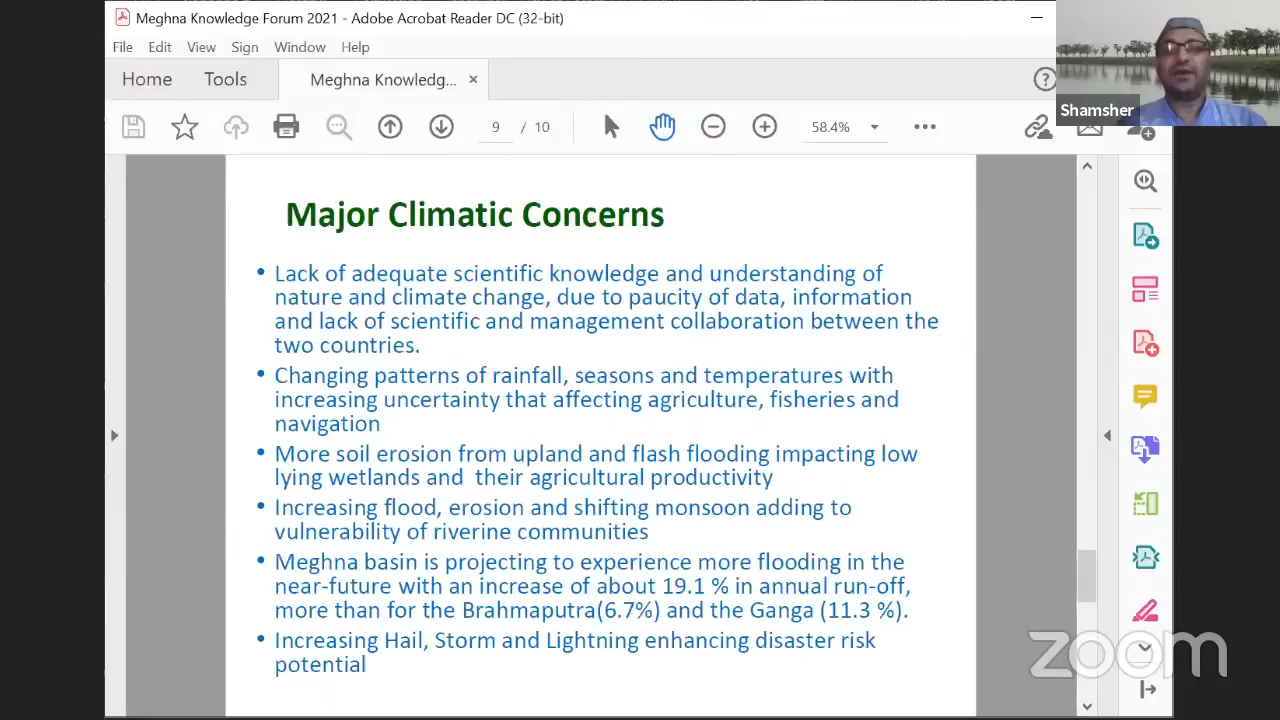 Meghna Knowledge Forum 2021 - Adobe Acrobat Reader DC (32-bit)
File Edit View Sign Window Help
Home Tools Meghna Knowledg... ×
?
9 / 10 58.4%
Shamsher
Major Climatic Concerns
• Lack of adequate scientific knowledge and understanding of
nature and climate change, due to paucity of data, information
and lack of scientific and management collaboration between the
two countries.
• Changing patterns of rainfall, seasons and temperatures with
increasing uncertainty that affecting agriculture, fisheries and
navigation
• More soil erosion from upland and flash flooding impacting low
lying wetlands and their agricultural productivity
• Increasing flood, erosion and shifting monsoon adding to
vulnerability of riverine communities
• Meghna basin is projecting to experience more flooding in the
near-future with an increase of about 19.1 % in annual run-off,
more than for the Brahmaputra(6.7%) and the Ganga (11.3 %).
• Increasing Hail, Storm and Lightning enhancing disaster risk
potential
zoom